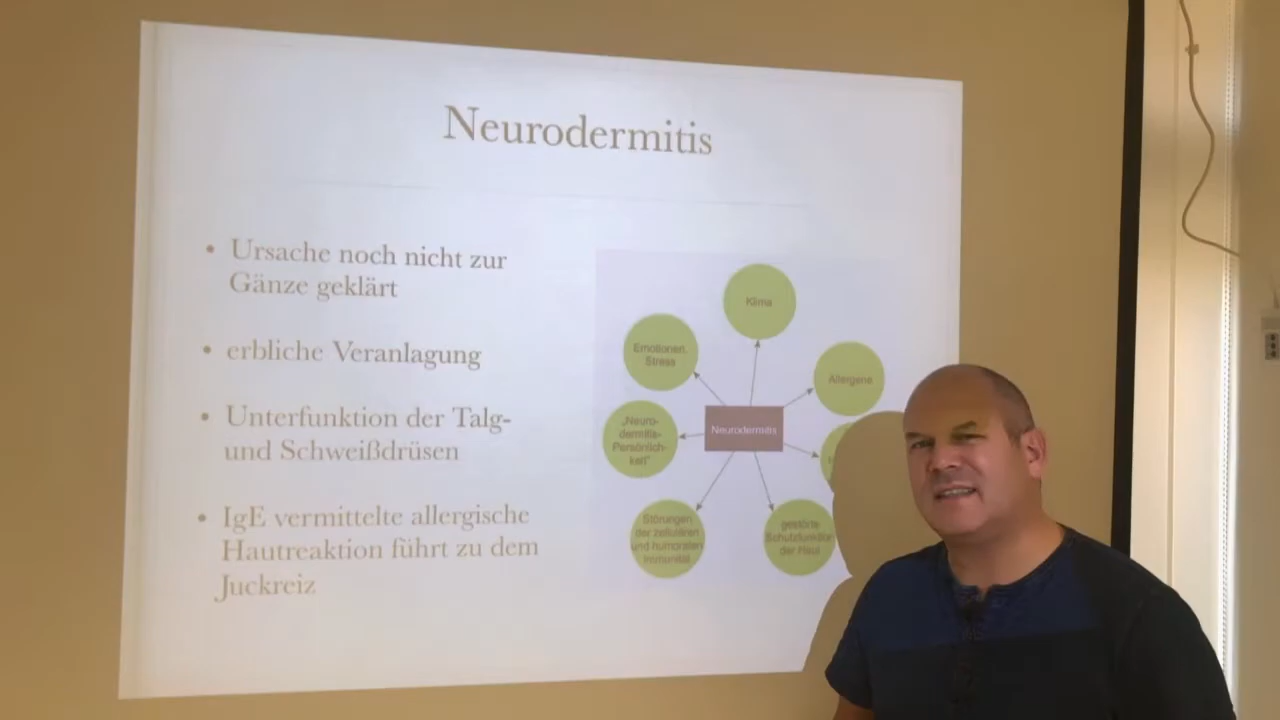 Neurodermitis
• Ursache noch nicht zur
Gänze geklärt
• erbliche Veranlagung
• Unterfunktion der Talg-
und Schweißdrüsen
• IgE vermittelte allergische
Hautreaktion führt zu dem
Juckreiz
Klima
Emotionen,
Stress
Allergene
„Neuro-
dermitis-
Persönlich-
keit"
Neurodermitis
Störungen
der zellulären
und humoralen
Immunität
gestörte
Schutzfunktion
der Haut